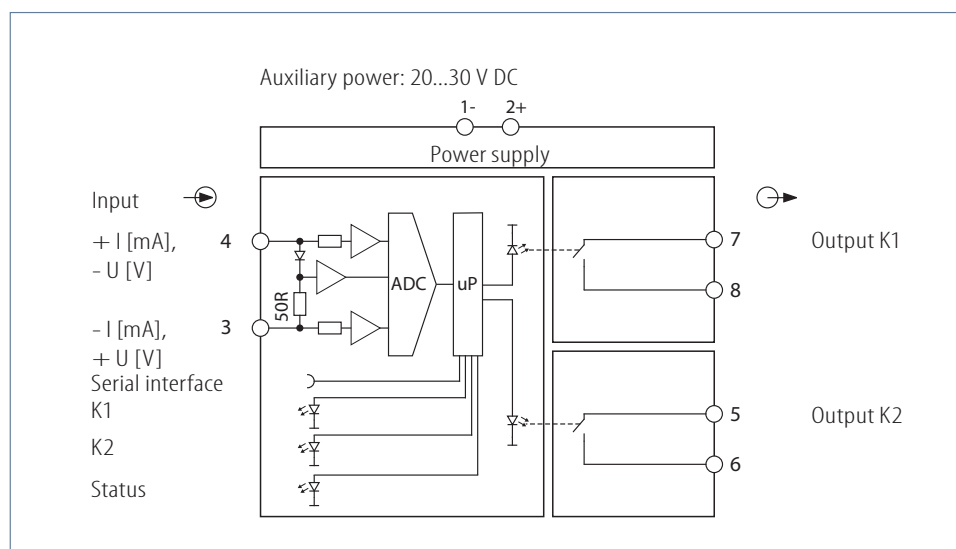 Auxiliary power: 20...30 V DC
1- 2+
Power supply
Input
+ I [mA], 4
- U [V]
ADC
uP
50R
- I [mA], 3
+ U [V]
Serial interface
K1
K2
Status
7 Output K1
8
5 Output K2
6